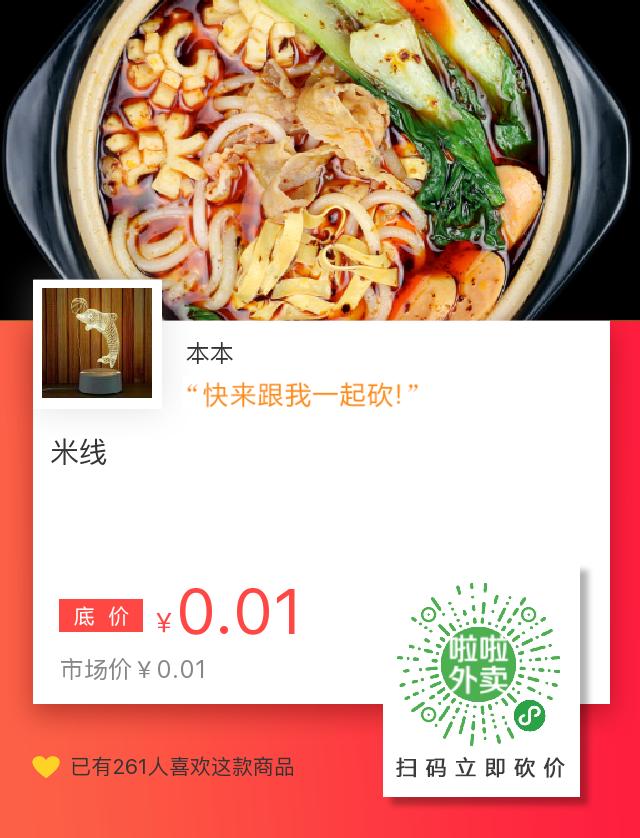 本本
“快来跟我一起砍！”
米线
底价 ¥0.01
市场价¥0.01
啦啦
外卖
扫码立即砍价
已有261人喜欢这款商品